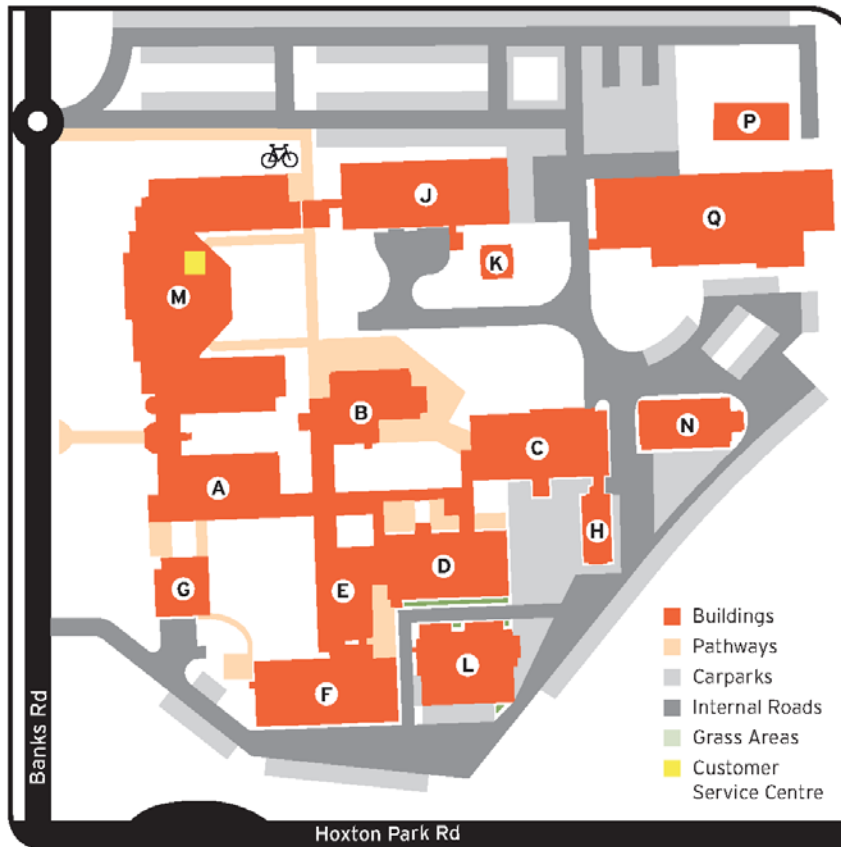 P
J
Q
K
M
B
N
C
A
H
D
G
E
L
F
Buildings
Pathways
Carparks
Internal Roads
Grass Areas
Customer
Service Centre
Banks Rd
Hoxton Park Rd